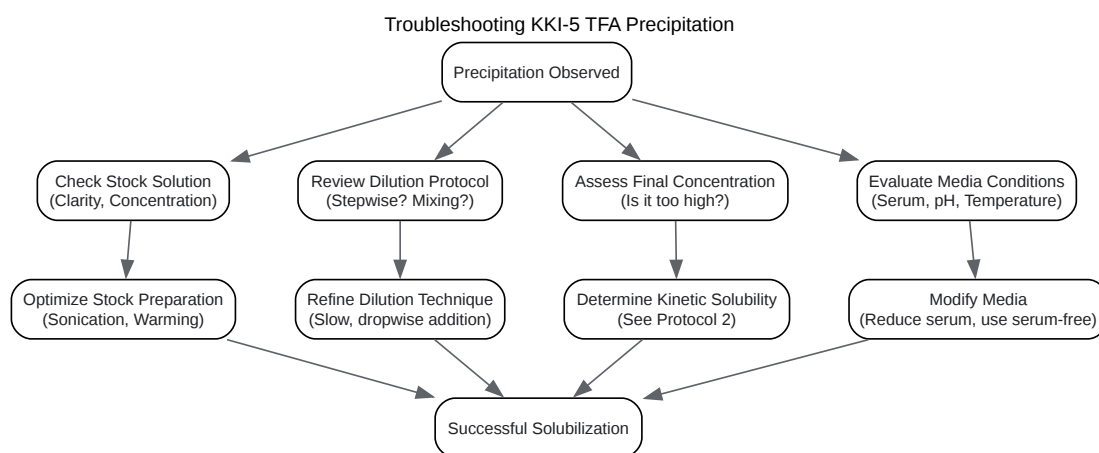 Troubleshooting KKI-5 TFA Precipitation
Precipitation Observed
Check Stock Solution
(Clarity, Concentration)
Review Dilution Protocol
(Stepwise? Mixing?)
Assess Final Concentration
(Is it too high?)
Evaluate Media Conditions
(Serum, pH, Temperature)
Optimize Stock Preparation
(Sonication, Warming)
Refine Dilution Technique
(Slow, dropwise addition)
Determine Kinetic Solubility
(See Protocol 2)
Modify Media
(Reduce serum, use serum-free)
Successful Solubilization